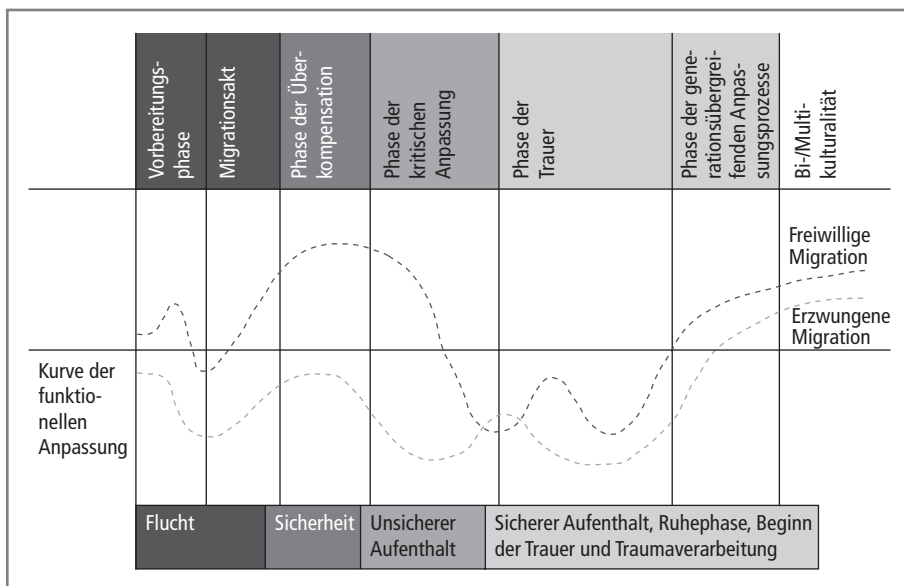 Vorbereitungs-
phase
Migrationsakt
Phase der Über-
kompensation
Phase der
kritischen
Anpassung
Phase der
Trauer
Phase der gene-
rationsübergrei-
fenden Anpas-
sungsprozesse
Bi-/Multi-
kulturalität
Freiwillige
Migration
Erzwungene
Migration
Kurve der
funktio-
nellen
Anpassung
Flucht
Sicherheit
Unsicherer
Aufenthalt
Sicherer Aufenthalt, Ruhephase, Beginn
der Trauer und Traumaverarbeitung